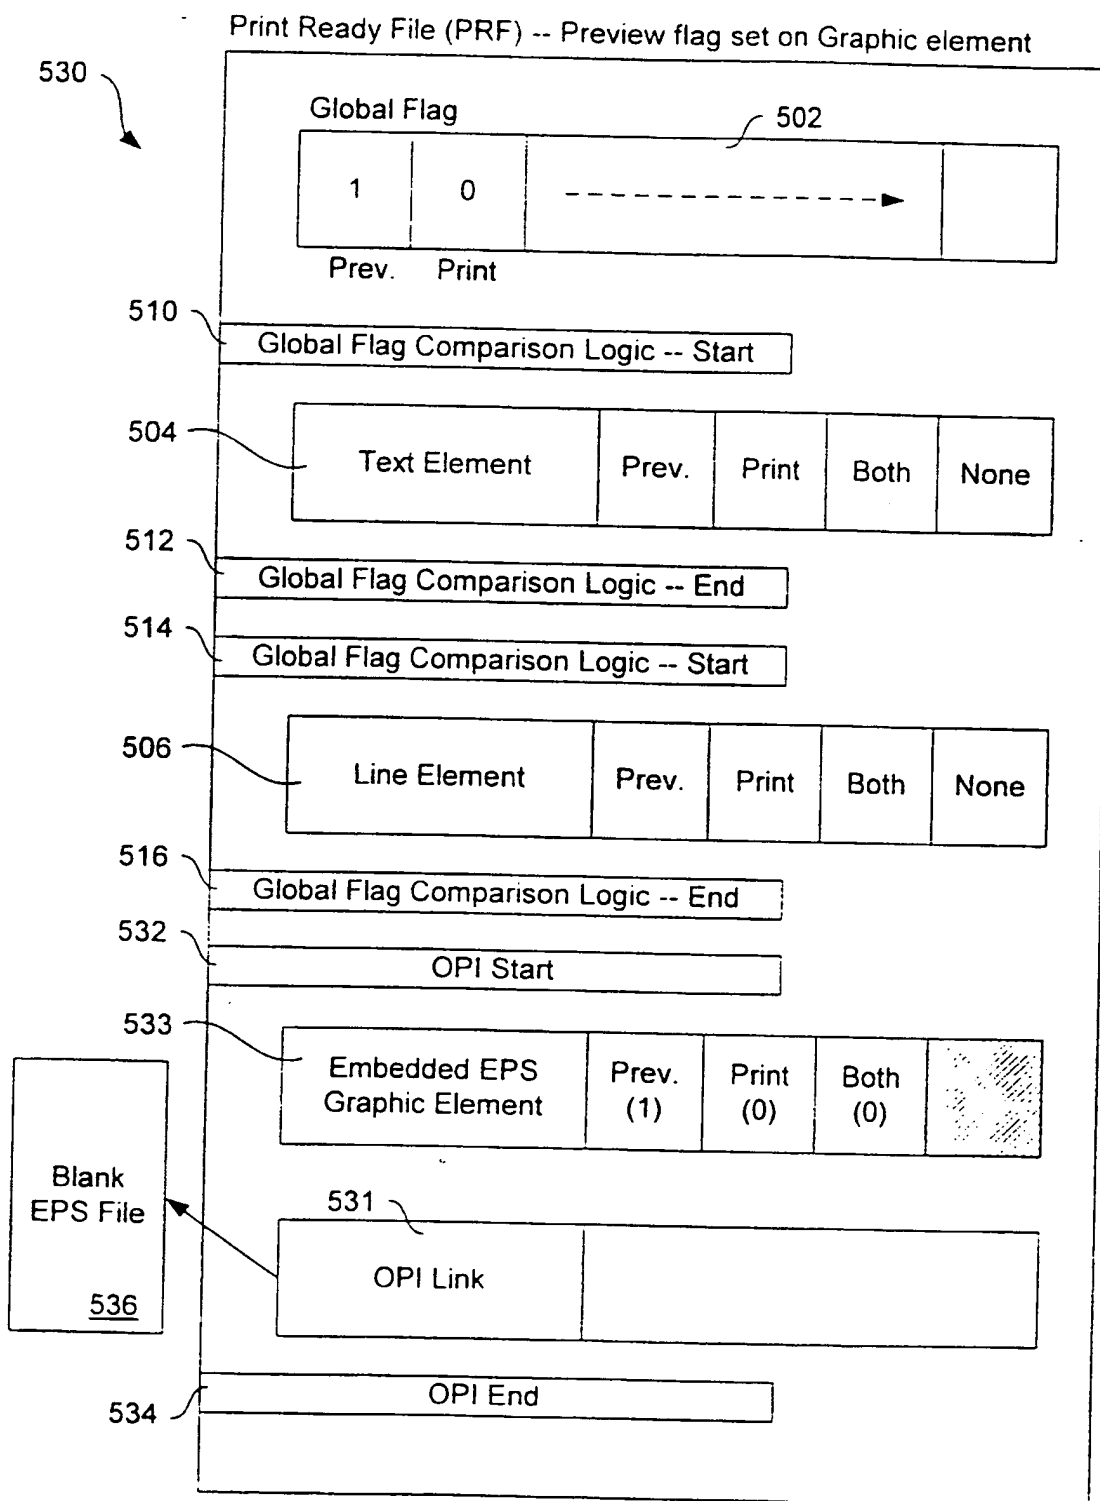 Print Ready File (PRF) -- Preview flag set on Graphic element
530
Global Flag
502
1 0
Prev. Print
510
Global Flag Comparison Logic -- Start
504
Text Element Prev. Print Both None
512
Global Flag Comparison Logic -- End
514
Global Flag Comparison Logic -- Start
506
Line Element Prev. Print Both None
516
Global Flag Comparison Logic -- End
532
OPI Start
533
Embedded EPS
Graphic Element
Prev.
(1)
Print
(0)
Both
(0)
Blank
EPS File
536
531
OPI Link
OPI End
534